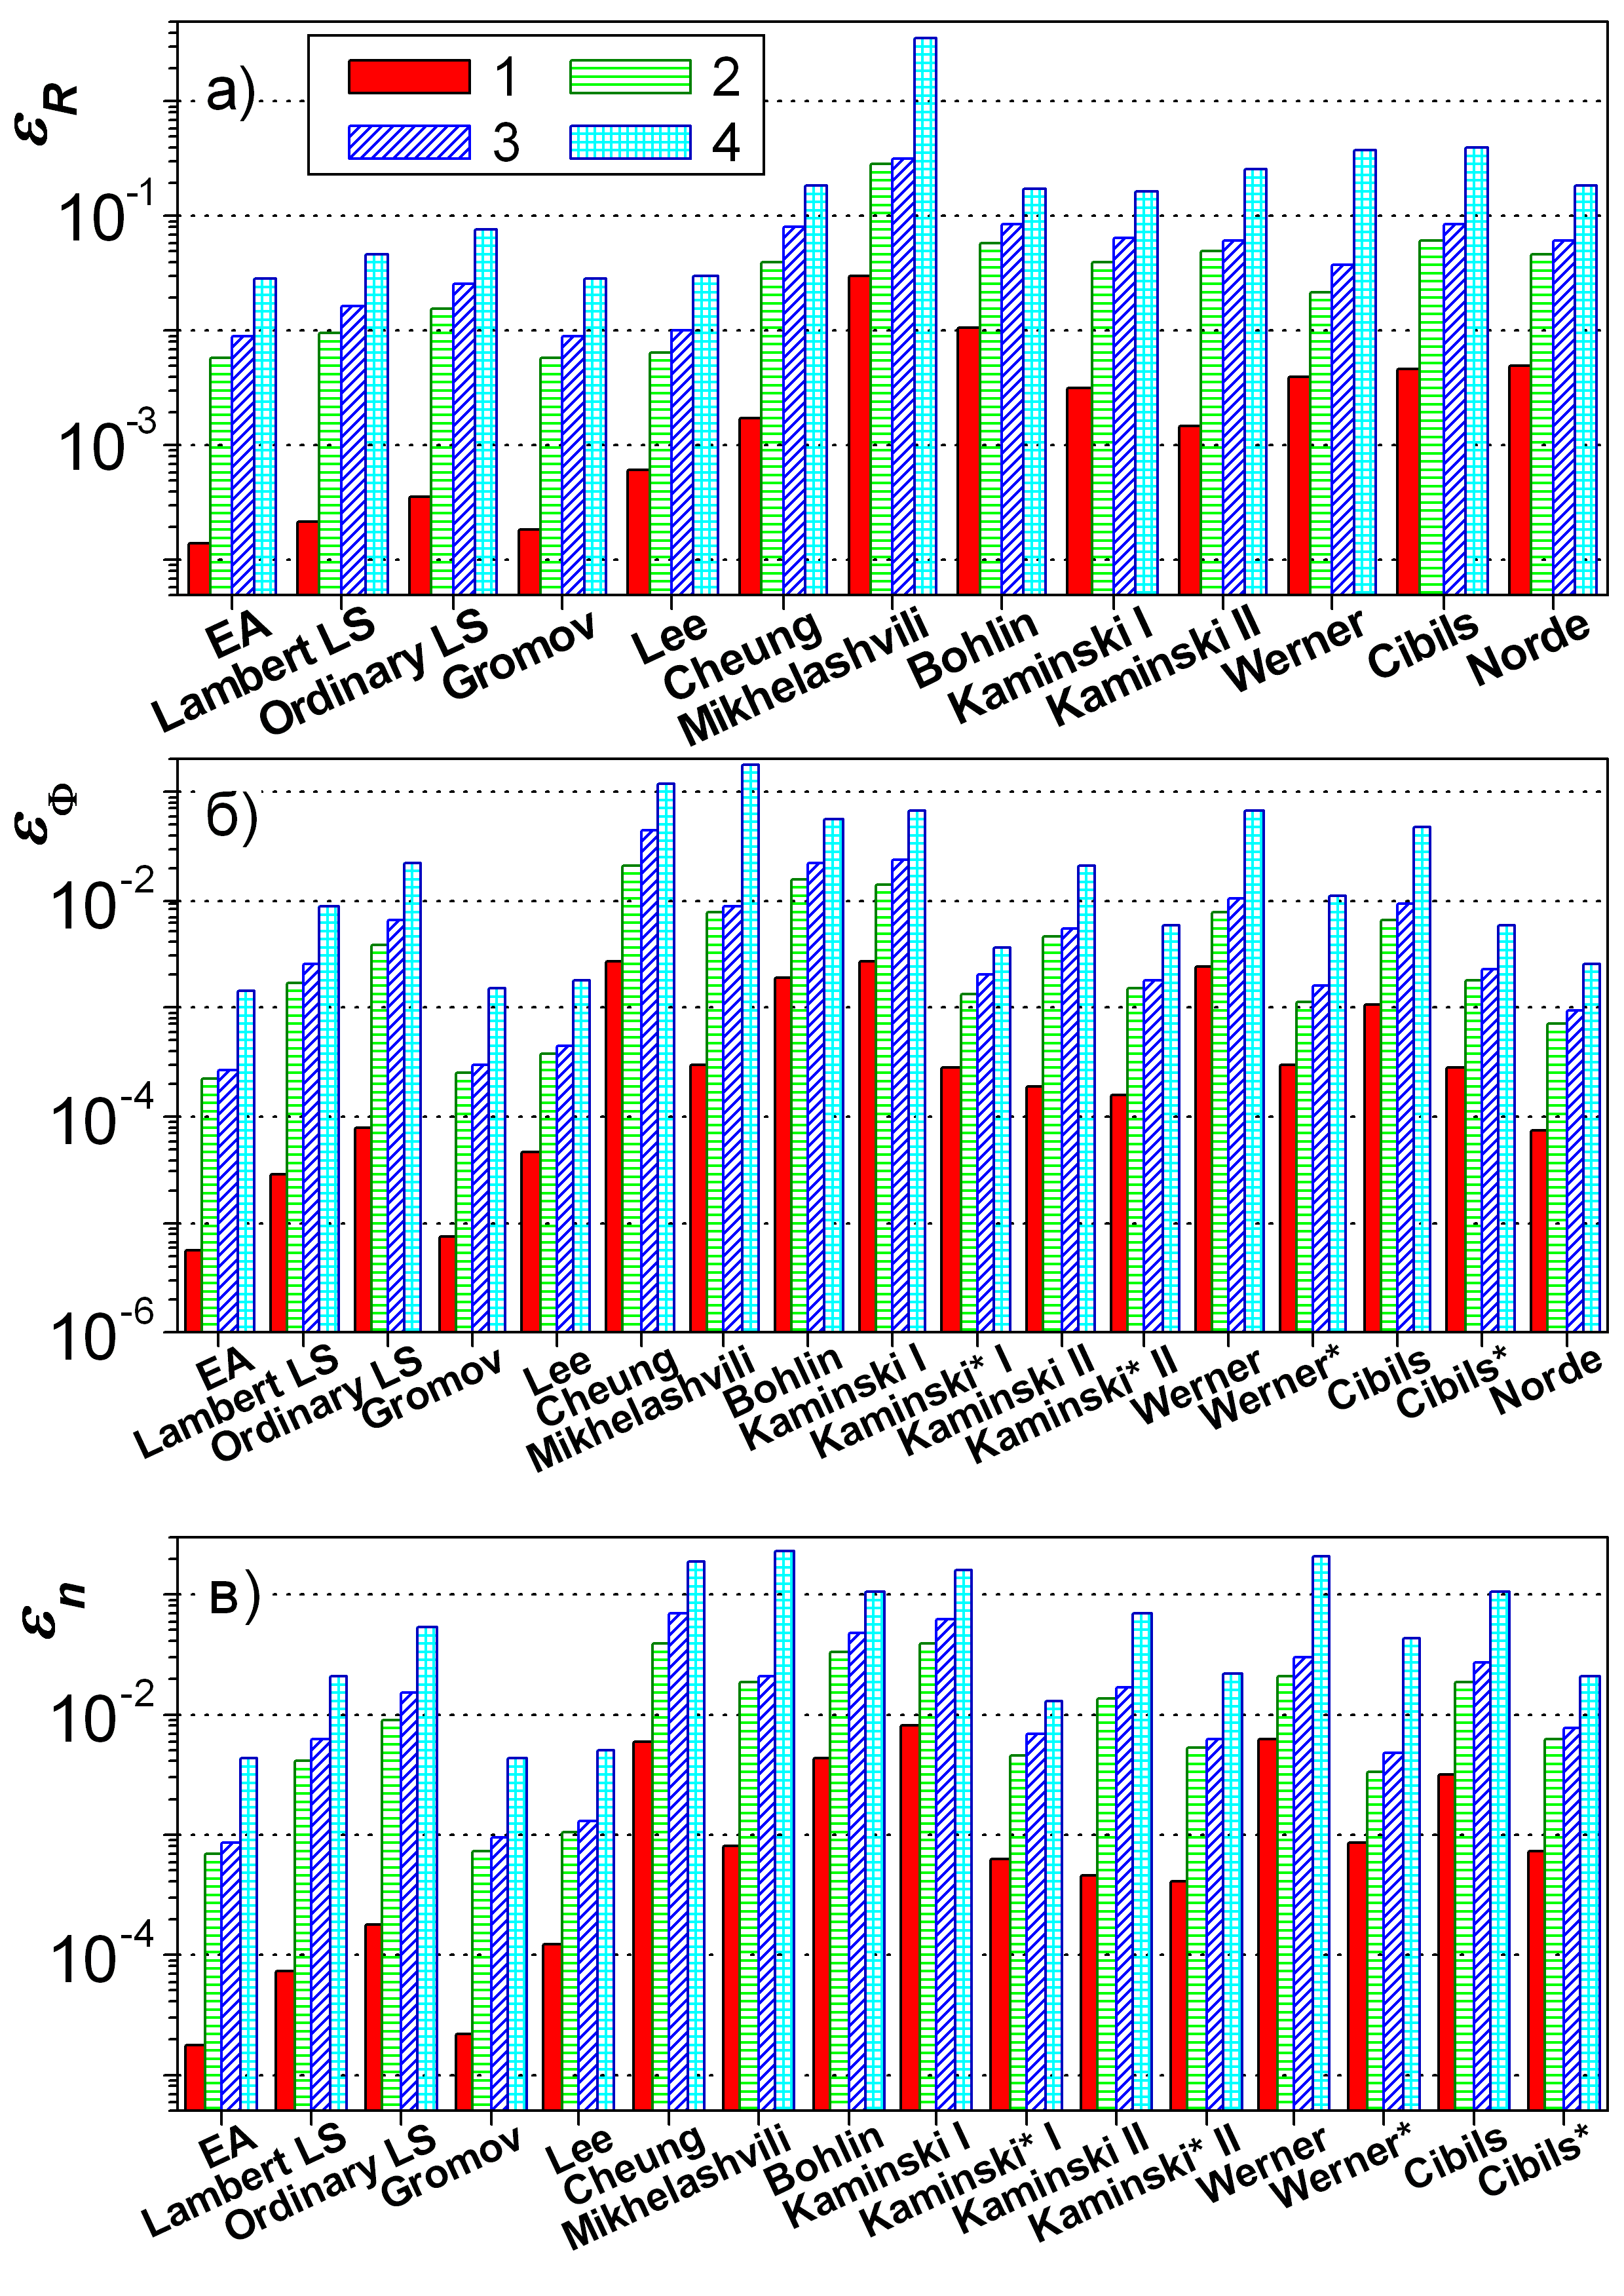 а)
1
2
3
4
ε_R
10^-1
10^-3
EA
Lambert LS
Ordinary LS
Gromov
Lee
Cheung
Mikhelashvili
Bohlin
Kaminski I
Kaminski II
Werner
Cibils
Norde
б)
ε_Φ
10^-2
10^-4
10^-6
EA
Lambert LS
Ordinary LS
Gromov
Lee
Cheung
Mikhelashvili
Bohlin
Kaminski I
Kaminski* I
Kaminski II
Kaminski* II
Werner
Werner*
Cibils
Cibils*
Norde
в)
ε_n
10^-2
10^-4
EA
Lambert LS
Ordinary LS
Gromov
Lee
Cheung
Mikhelashvili
Bohlin
Kaminski I
Kaminski* I
Kaminski II
Kaminski* II
Werner
Werner*
Cibils
Cibils*